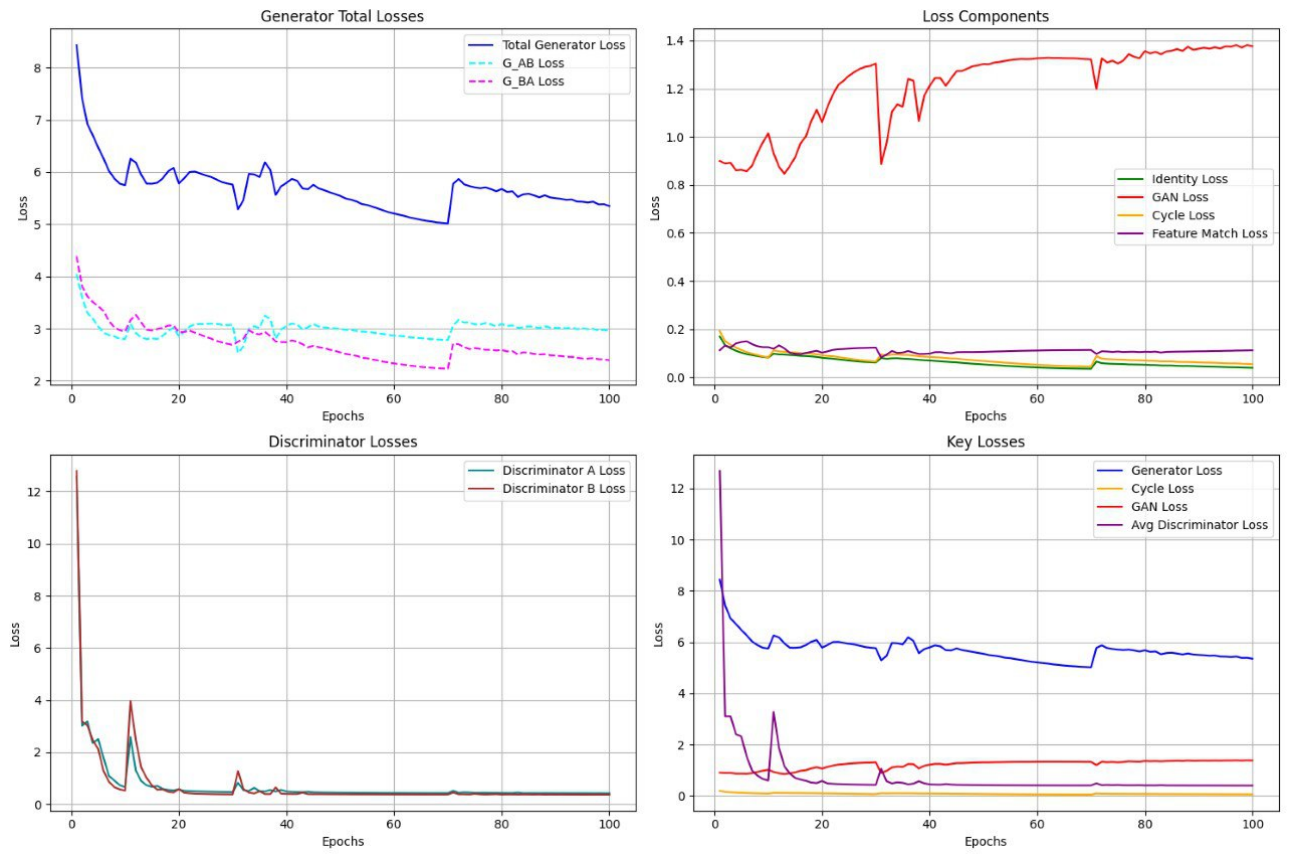 Generator Total Losses
Total Generator Loss
G_AB Loss
G_BA Loss
Loss
8
7
6
5
4
3
2
0
20
40
60
80
100
Epochs
Loss Components
Identity Loss
GAN Loss
Cycle Loss
Feature Match Loss
Loss
1.4
1.2
1.0
0.8
0.6
0.4
0.2
0.0
0
20
40
60
80
100
Epochs
Discriminator Losses
Discriminator A Loss
Discriminator B Loss
Loss
12
10
8
6
4
2
0
0
20
40
60
80
100
Epochs
Key Losses
Generator Loss
Cycle Loss
GAN Loss
Avg Discriminator Loss
Loss
12
10
8
6
4
2
0
0
20
40
60
80
100
Epochs